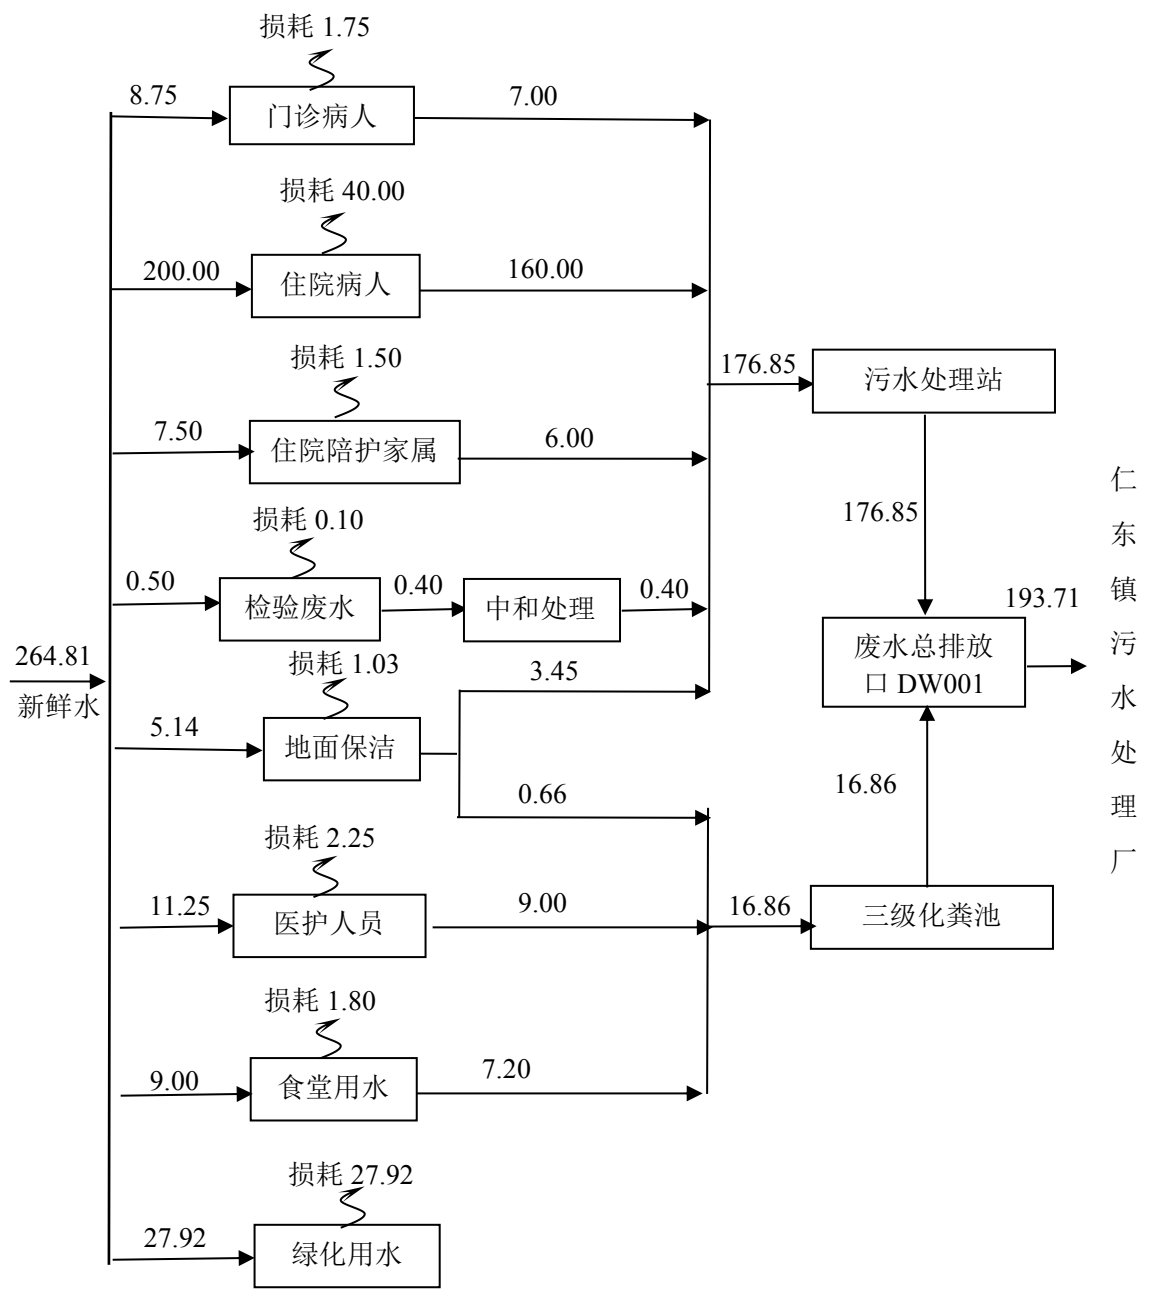 损耗 1.75
8.75
门诊病人
7.00
损耗 40.00
200.00
住院病人
160.00
损耗 1.50
7.50
住院陪护家属
6.00
176.85
污水处理站
损耗 0.10
0.50
检验废水
0.40
中和处理
0.40
176.85
264.81
新鲜水
损耗 1.03
5.14
地面保洁
3.45
0.66
废水总排放
口 DW001
193.71
仁东镇污水处理厂
16.86
损耗 2.25
11.25
医护人员
9.00
16.86
三级化粪池
损耗 1.80
9.00
食堂用水
7.20
损耗 27.92
27.92
绿化用水